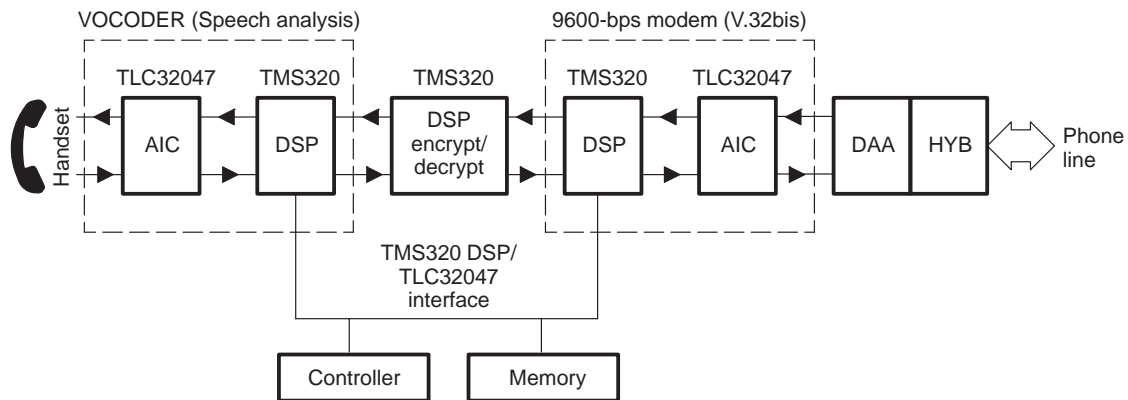 VOCODER (Speech analysis)
9600-bps modem (V.32bis)
TLC32047
TMS320
TMS320
TMS320
TLC32047
Handset
AIC
DSP
DSP
encrypt/
decrypt
DSP
AIC
DAA
HYB
Phone
line
TMS320 DSP/
TLC32047
interface
Controller
Memory